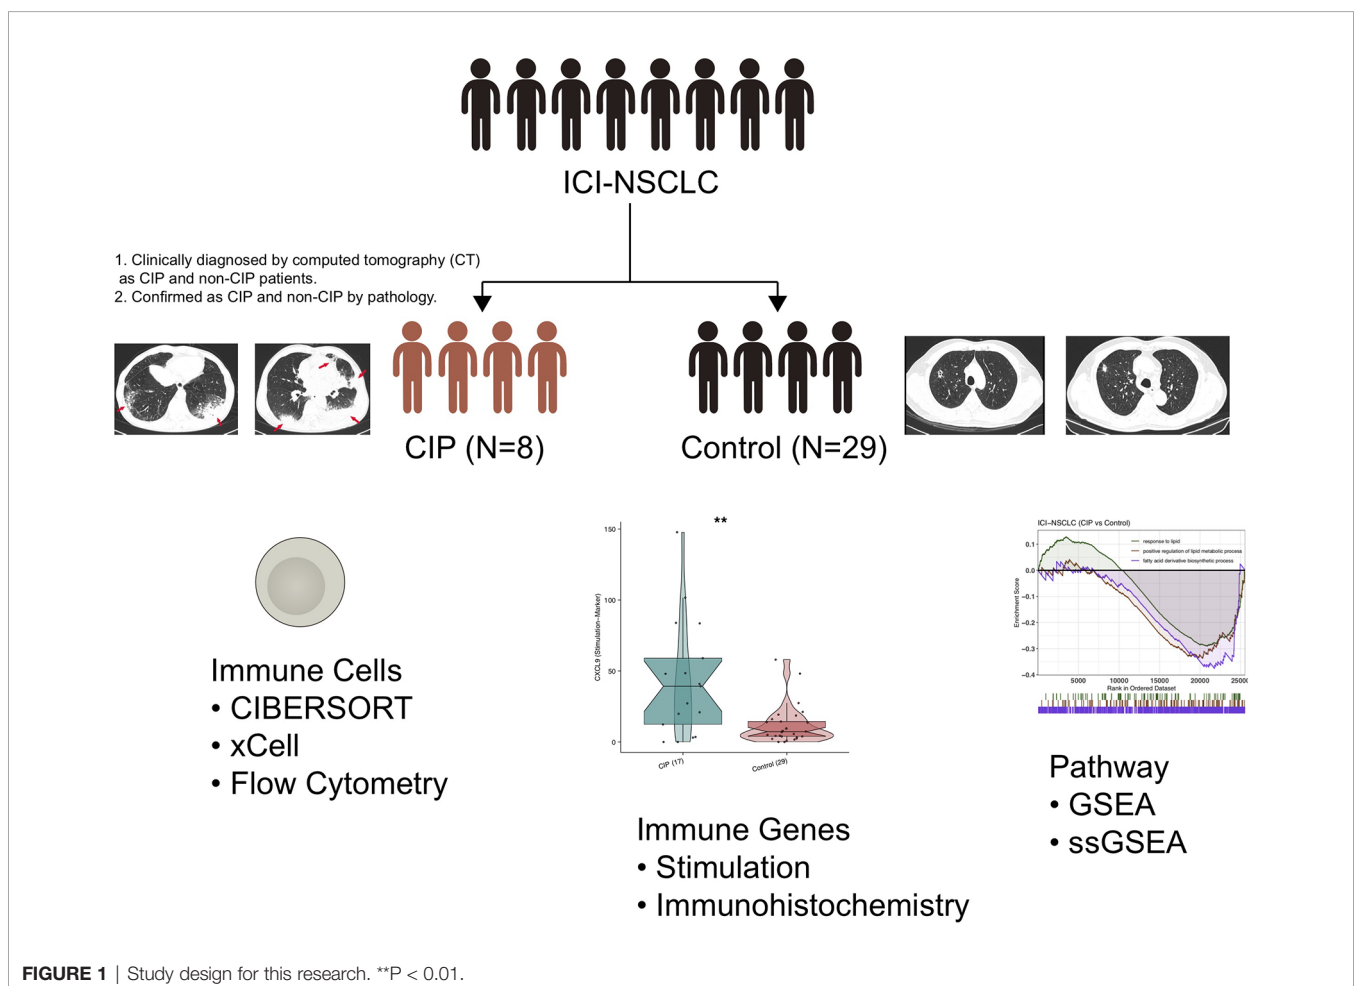 ICI-NSCLC
1. Clinically diagnosed by computed tomography (CT)
as CIP and non-CIP patients.
2. Confirmed as CIP and non-CIP by pathology.
CIP (N=8)
Control (N=29)
Immune Cells
• CIBERSORT
• xCell
• Flow Cytometry
**
CXCL9 (Stimulation-Marker)
150
100
50
0
CIP (17)
Control (29)
Immune Genes
• Stimulation
• Immunohistochemistry
ICI-NSCLC (CIP vs Control)
response to lipid
positive regulation of lipid metabolic process
fatty acid derivative biosynthetic process
Enrichment Score
0.1
0.0
-0.1
-0.2
-0.3
-0.4
5000 10000 15000 20000 25000
Rank in Ordered Dataset
Pathway
• GSEA
• ssGSEA
FIGURE 1 | Study design for this research. **P < 0.01.